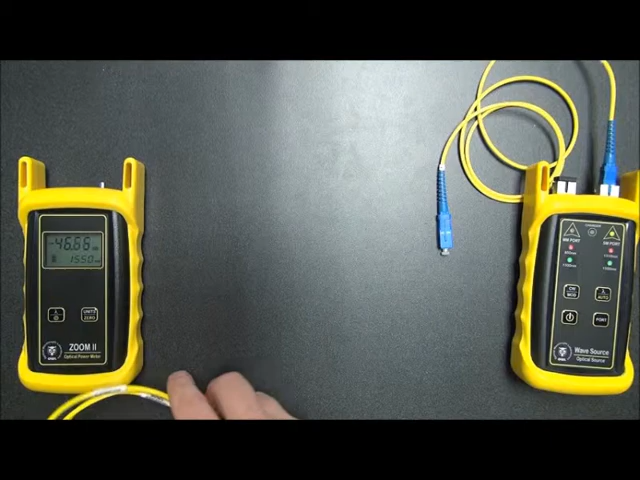 -46.66
1550
UNITS
ZERO
ZOOM II
Optical Power Meter
MM PORT
CHARGER
SM PORT
CW
MOD
λ
AUTO
PORT
Wave Source
Optical Source